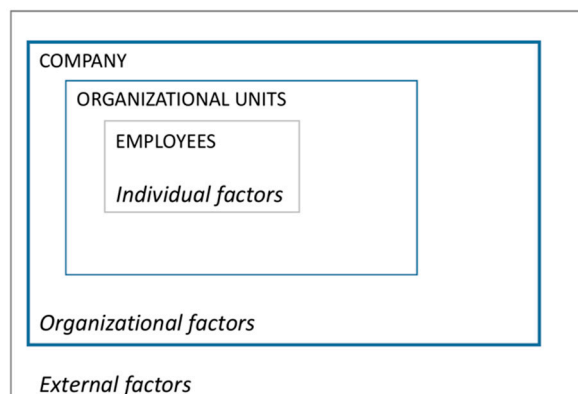 COMPANY
ORGANIZATIONAL UNITS
EMPLOYEES
Individual factors
Organizational factors
External factors